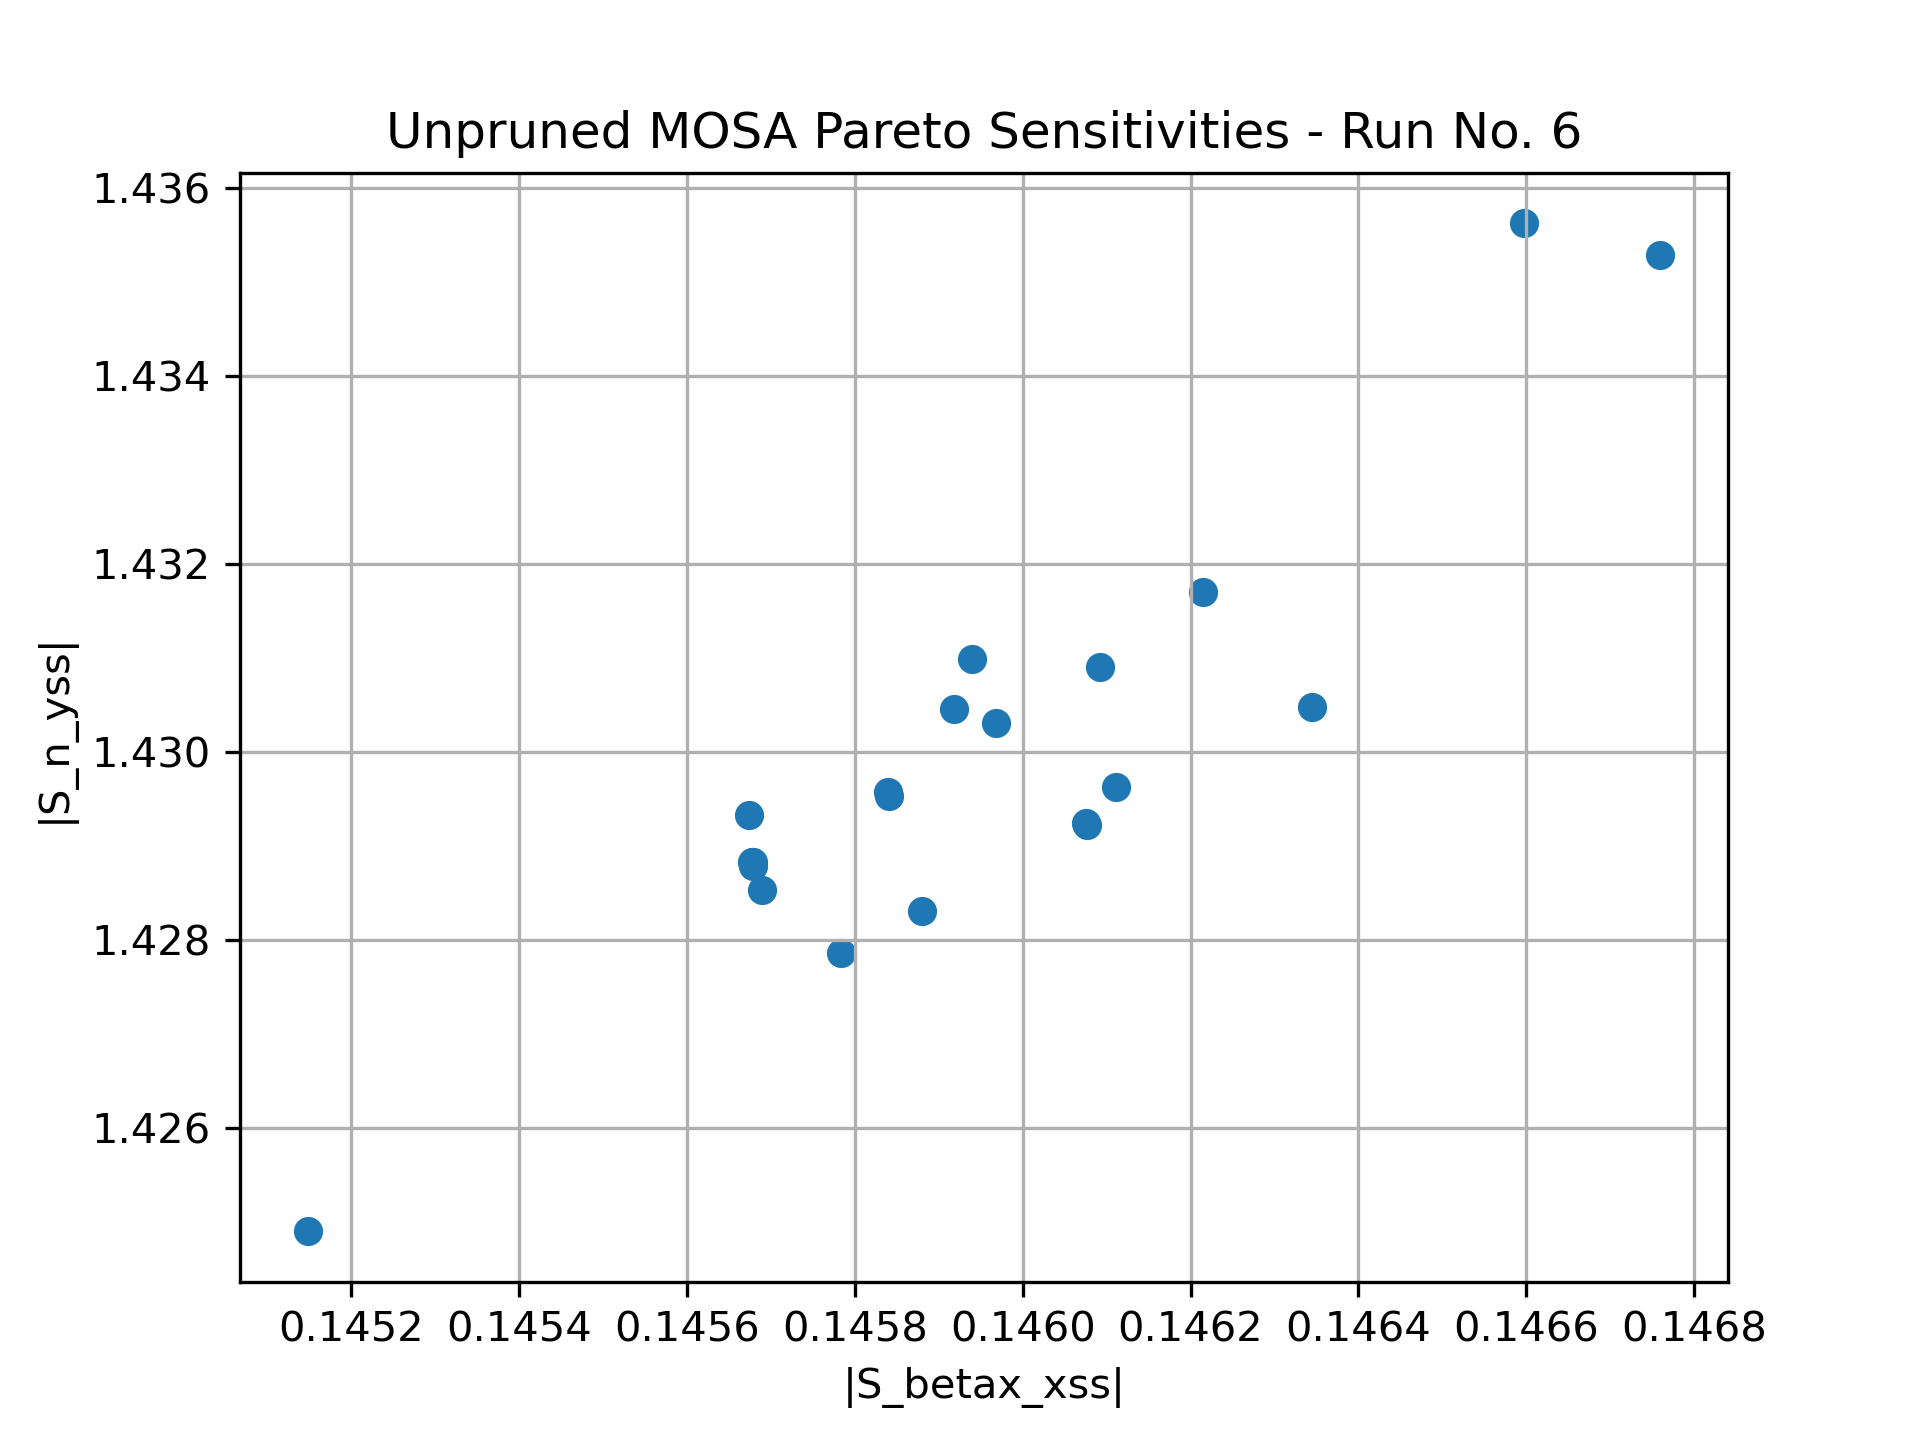 Unpruned MOSA Pareto Sensitivities - Run No. 6
|S_n_yss|
1.436
1.434
1.432
1.430
1.428
1.426
0.1452 0.1454 0.1456 0.1458 0.1460 0.1462 0.1464 0.1466 0.1468
|S_betax_xss|